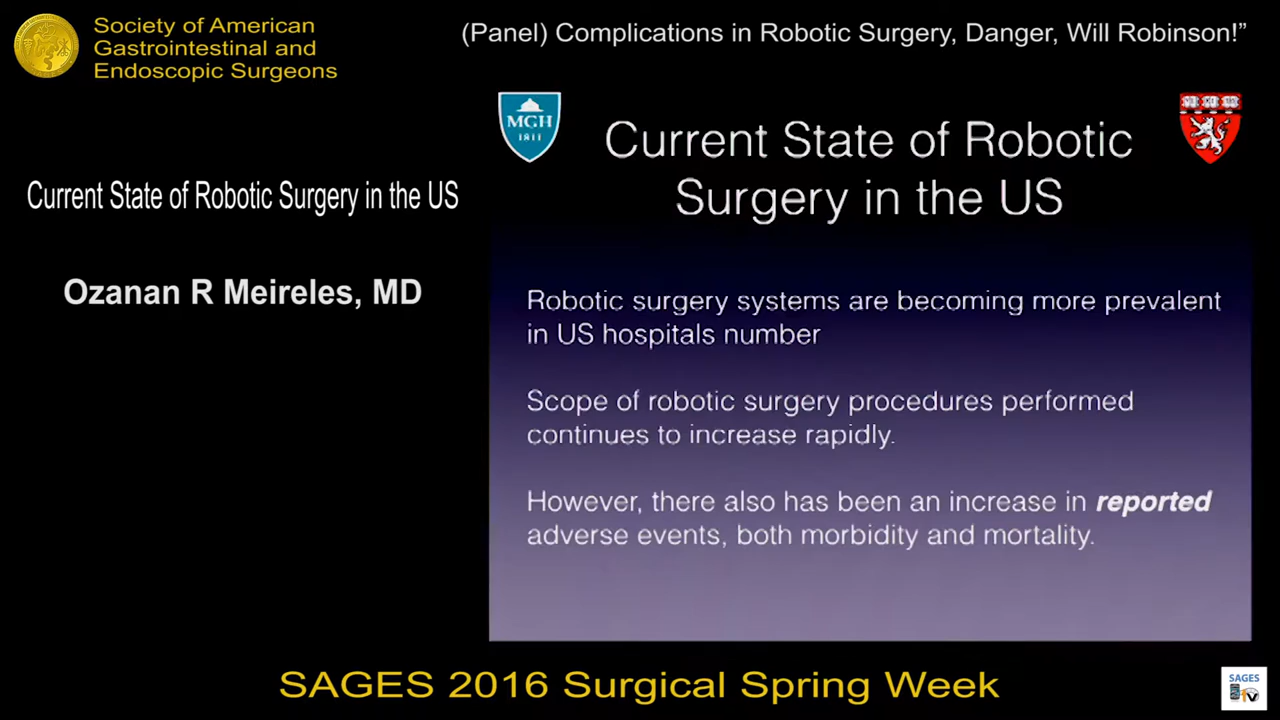 Society of American
Gastrointestinal and
Endoscopic Surgeons
(Panel) Complications in Robotic Surgery, Danger, Will Robinson!”
Current State of Robotic Surgery in the US
Ozanan R Meireles, MD
MGH
1811
Current State of Robotic
Surgery in the US
Robotic surgery systems are becoming more prevalent
in US hospitals number
Scope of robotic surgery procedures performed
continues to increase rapidly.
However, there also has been an increase in reported
adverse events, both morbidity and mortality.
SAGES 2016 Surgical Spring Week
SAGES
TV